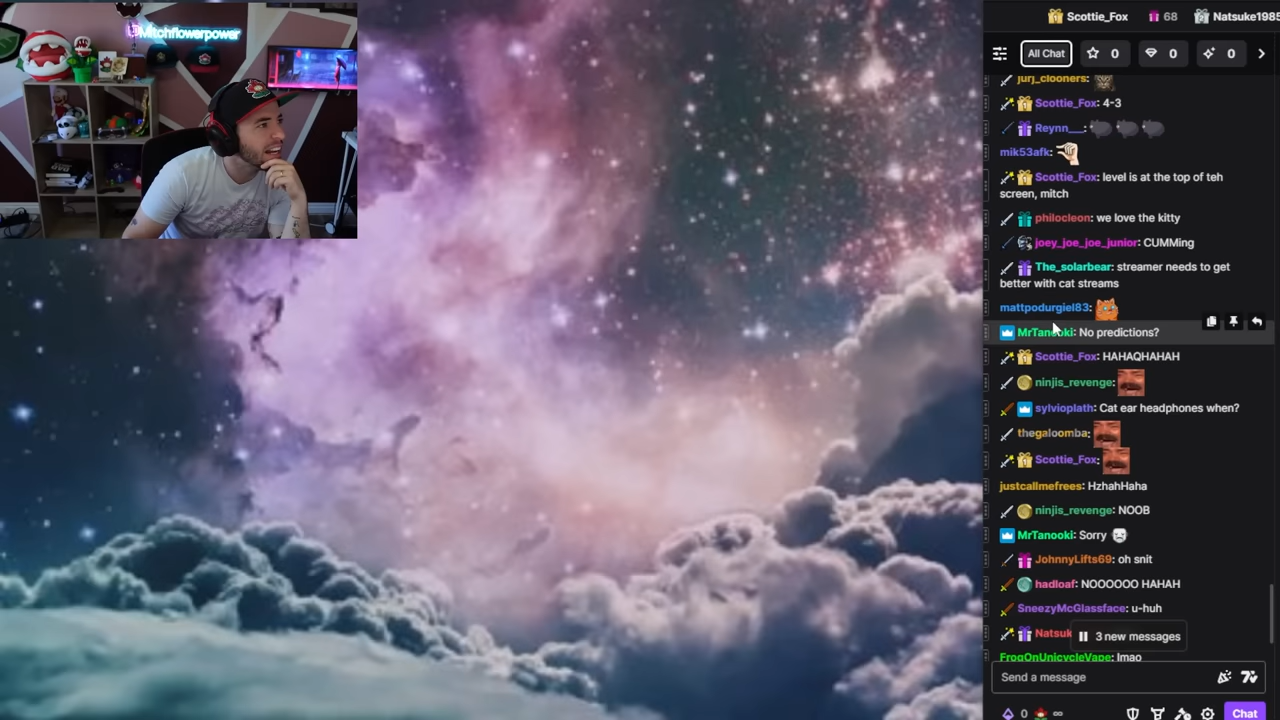 Mitchflowerpower
Scottie_Fox 68 Natsuke1985
All Chat 0 0 0
jurj_clooners:
Scottie_Fox: 4-3
Reynn___:
mik53afk:
Scottie_Fox: level is at the top of teh
screen, mitch
philocleon: we love the kitty
joey_joe_joe_junior: CUMMing
The_solarbear: streamer needs to get
better with cat streams
mattpodurgiel83:
MrTanooki: No predictions?
Scottie_Fox: HAHAQHAHAH
ninjis_revenge:
sylvioplath: Cat ear headphones when?
thegaloomba:
Scottie_Fox:
justcallmefrees: HzhahHaha
ninjis_revenge: NOOB
MrTanooki: Sorry
JohnnyLifts69: oh snit
hadloaf: NOOOOOO HAHAH
SneezyMcGlassface: u-huh
Natsuk
3 new messages
FrogOnUnicycleVape: lmao
Send a message
0 ∞ Chat